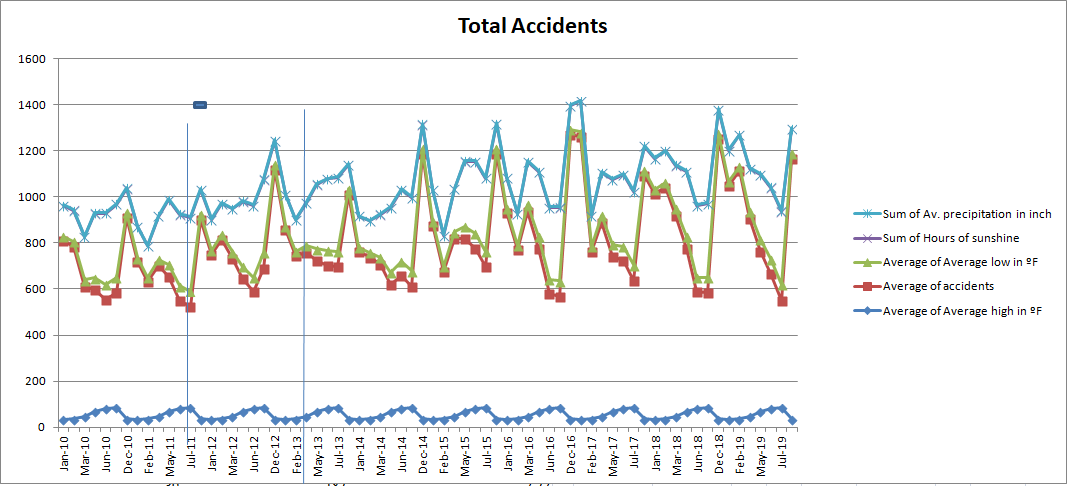 Total Accidents
1600
1400
1200
1000
800
600
400
200
0
Jan-10
Mar-10
Jun-10
Dec-10
Feb-11
May-11
Jul-11
Jan-12
Mar-12
Jun-12
Dec-12
Feb-13
May-13
Jul-13
Jan-14
Mar-14
Jun-14
Dec-14
Feb-15
May-15
Jul-15
Jan-16
Mar-16
Jun-16
Dec-16
Feb-17
May-17
Jul-17
Jan-18
Mar-18
Jun-18
Dec-18
Feb-19
May-19
Jul-19
Sum of Av. precipitation in inch
Sum of Hours of sunshine
Average of Average low in ºF
Average of accidents
Average of Average high in ºF